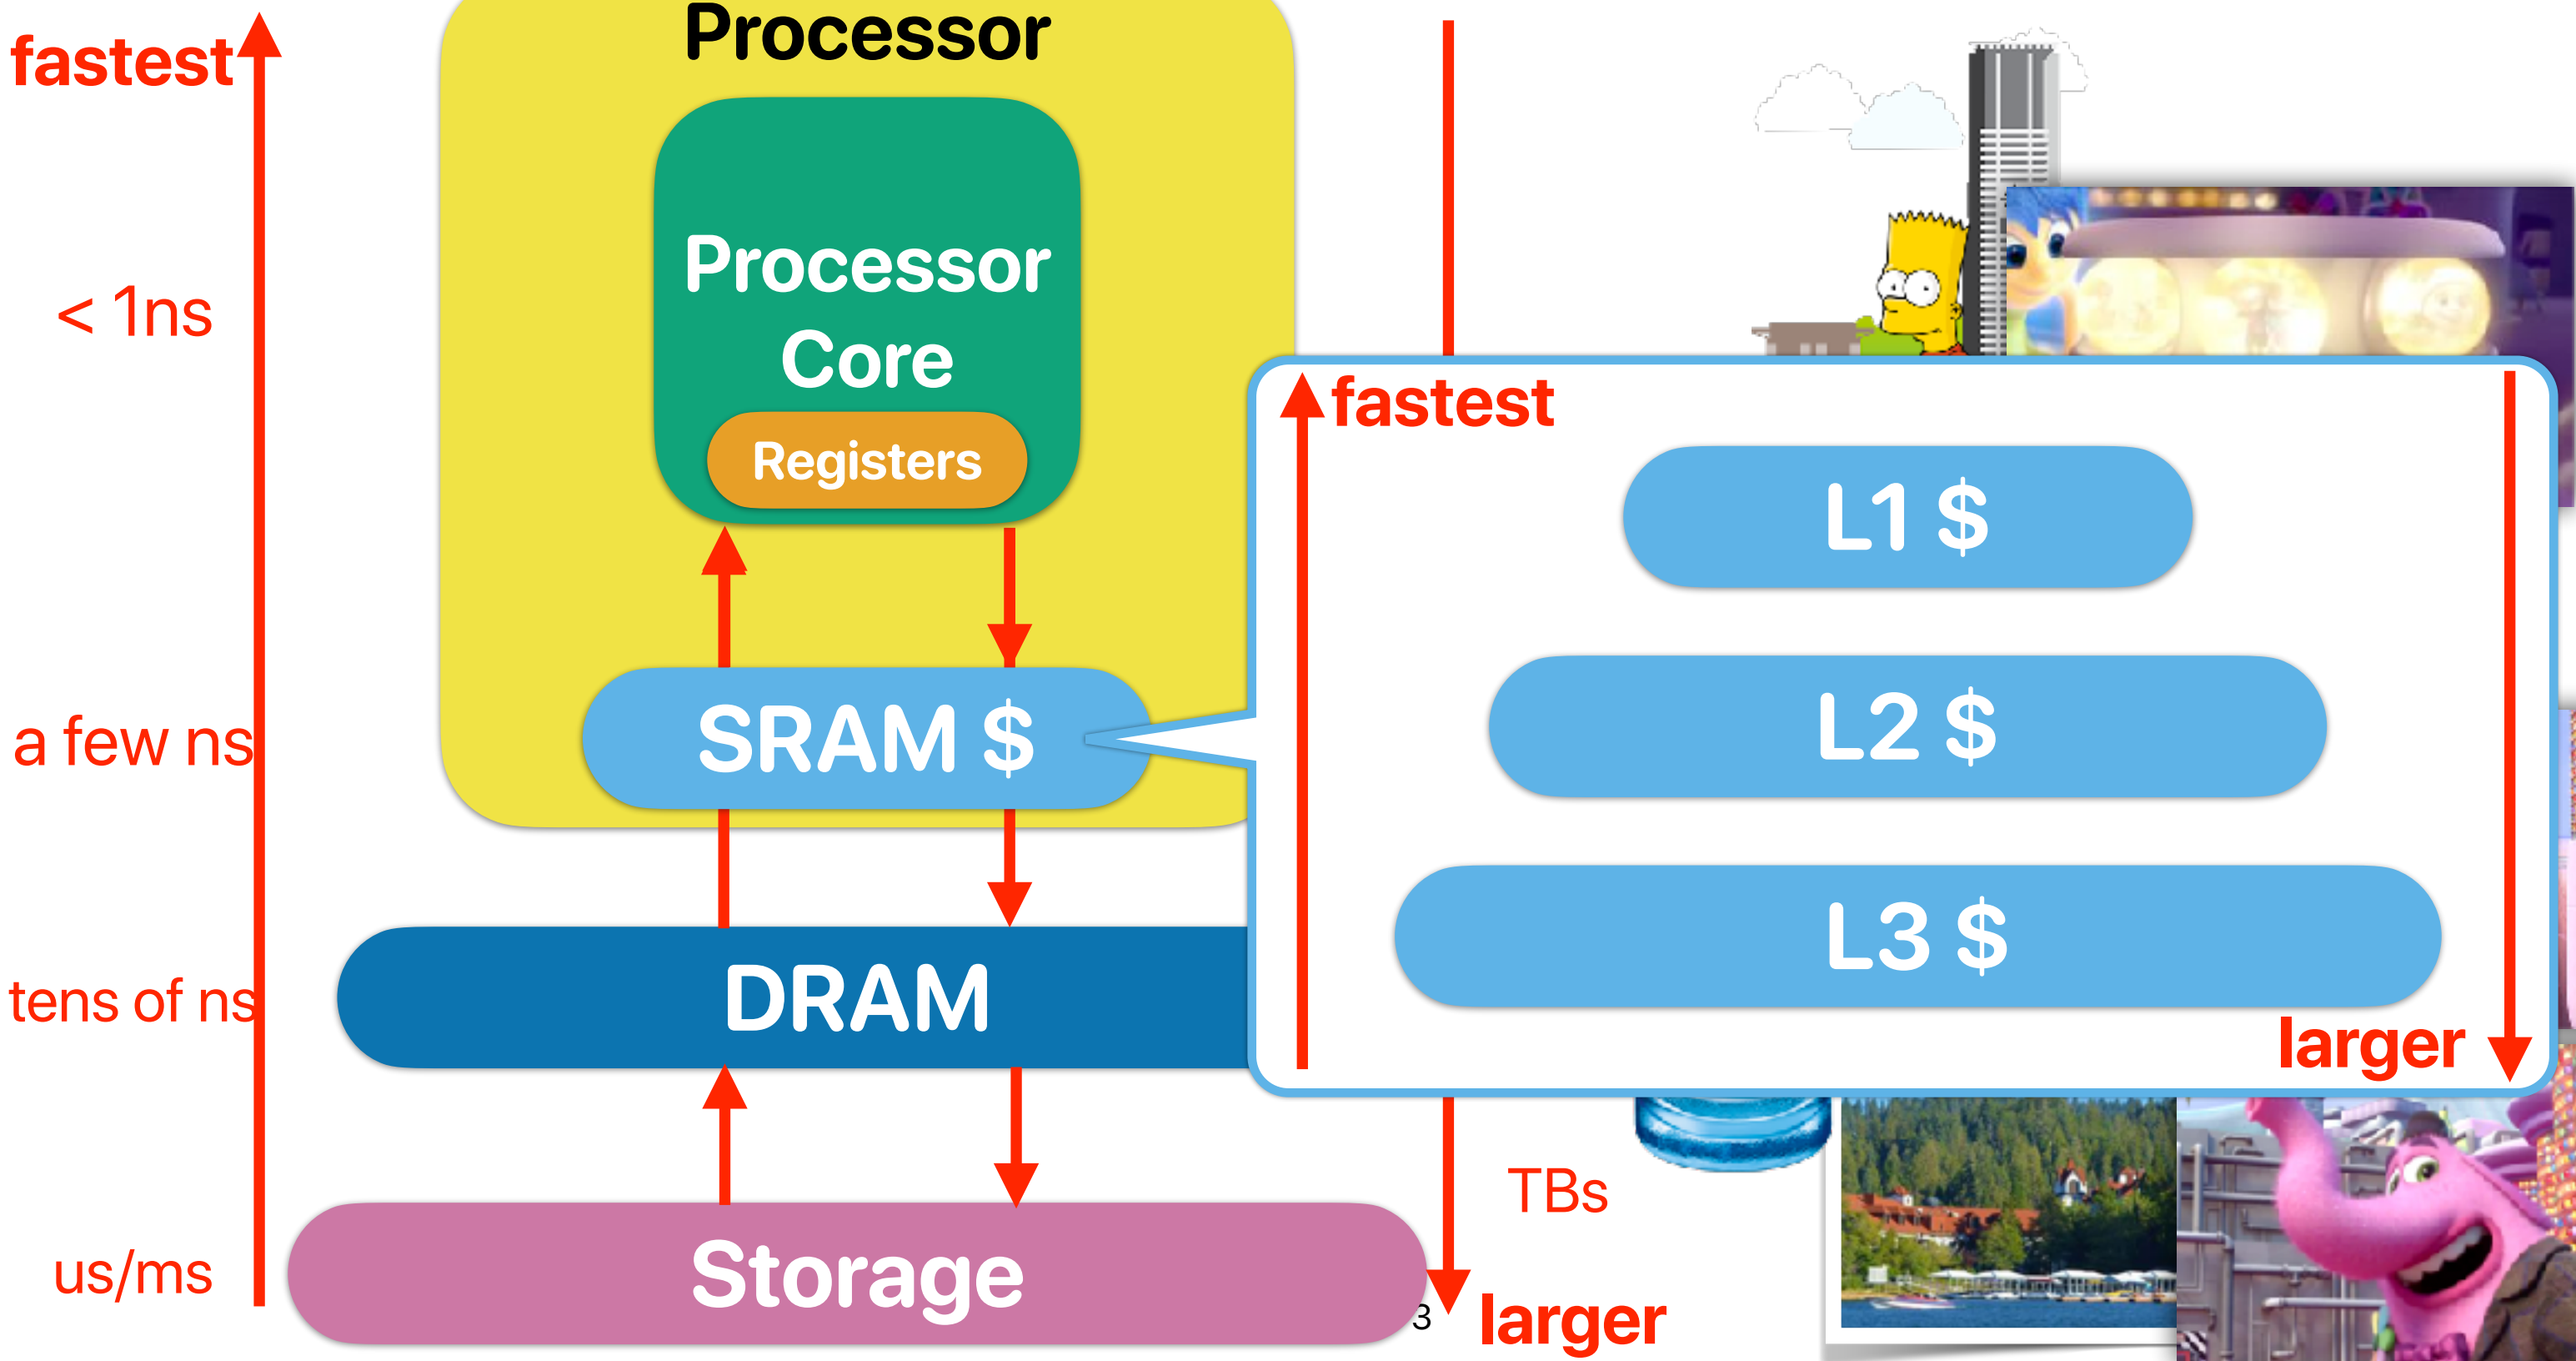 Processor
fastest
Processor
Core
< 1ns
Registers
fastest
L1 $
L2 $
SRAM $
a few ns
L3 $
DRAM
tens of ns
larger
TBs
Storage
us/ms
3
larger